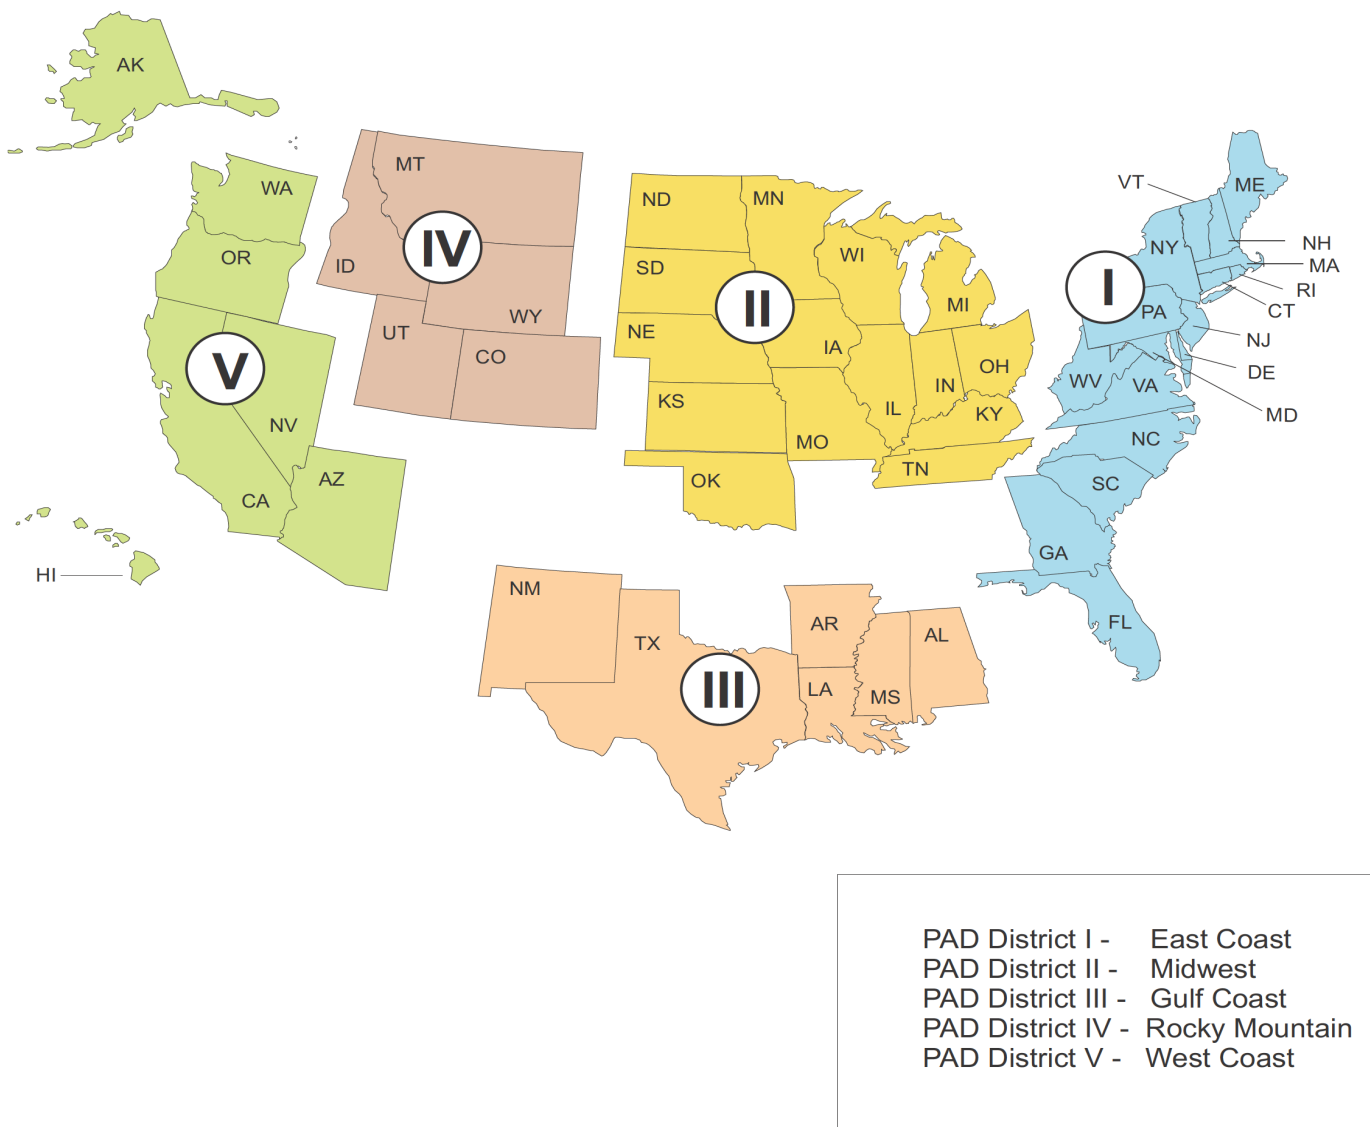 AK
WA
OR
V
NV
CA
AZ
HI
MT
IV
ID
WY
UT
CO
ND
MN
SD
WI
II
MI
NE
IA
OH
IN
KS
IL
KY
MO
TN
OK
NM
TX
AR
AL
III
LA
MS
VT
ME
NY
NH
MA
I
RI
PA
CT
NJ
DE
WV
VA
MD
NC
SC
GA
FL
PAD District I - East Coast
PAD District II - Midwest
PAD District III - Gulf Coast
PAD District IV - Rocky Mountain
PAD District V - West Coast